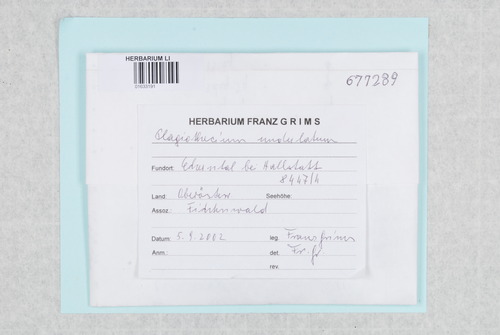 HERBARIUM LI
01633191
677289
HERBARIUM FRANZ G R I M S
Plagiothecium undulatum
Fundort: Echerntal bei Hallstatt
8447/4
Land: Oberösterr Seehöhe:
Assoz: Fichtenwald
Datum: 5.9.2002 leg Franz Grims
Anm.: det Fr. Gr
rev.